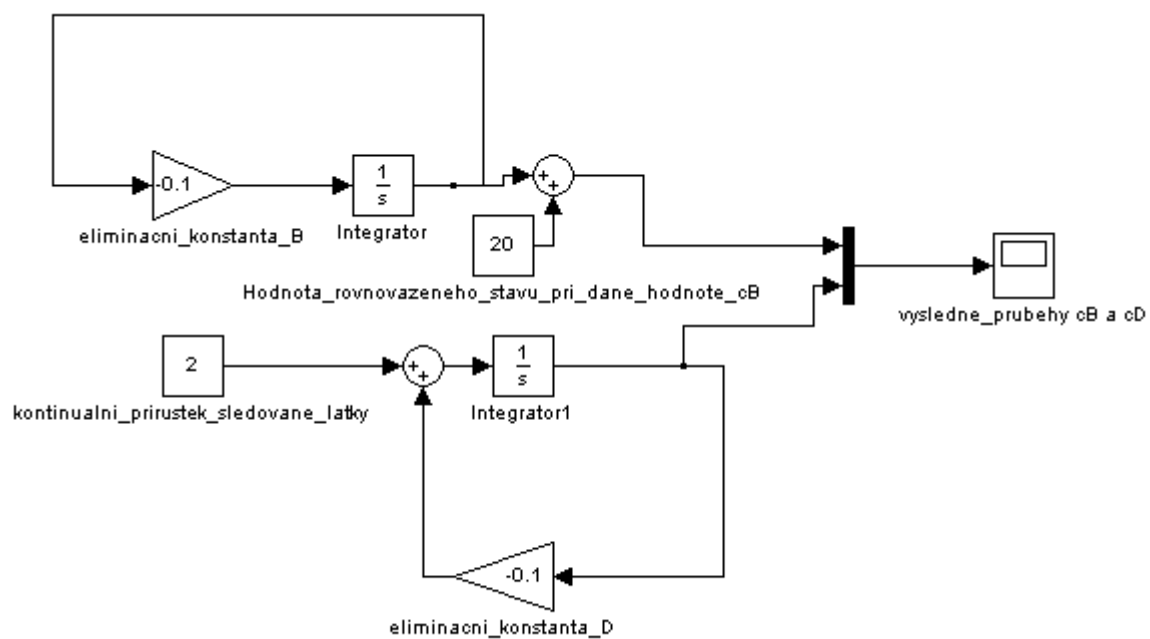 -0.1
1
s
+
+
eliminacni_konstanta_B
Integrator
20
Hodnota_rovnovazeneho_stavu_pri_dane_hodnote_cB
vysledne_prubehy cB a cD
2
+
+
1
s
kontinualni_prirustek_sledovane_latky
Integrator1
-0.1
eliminacni_konstanta_D